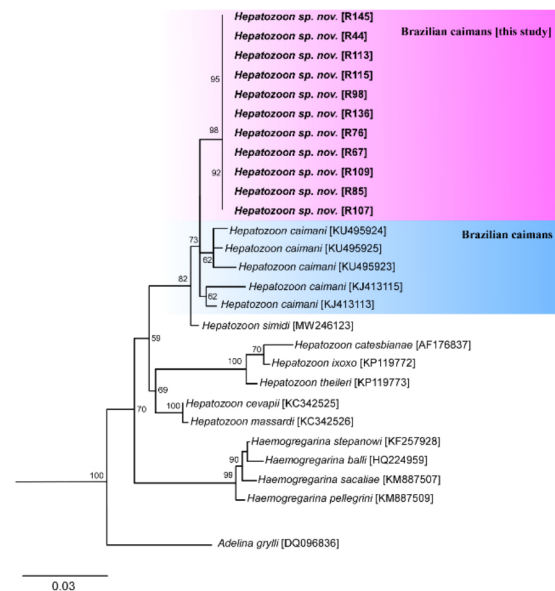 Hepatozoon sp. nov. [R145]
Brazilian caimans [this study]
Hepatozoon sp. nov. [R44]
Hepatozoon sp. nov. [R113]
Hepatozoon sp. nov. [R115]
95
Hepatozoon sp. nov. [R98]
Hepatozoon sp. nov. [R136]
98
Hepatozoon sp. nov. [R76]
Hepatozoon sp. nov. [R67]
92
Hepatozoon sp. nov. [R109]
Hepatozoon sp. nov. [R85]
Hepatozoon sp. nov. [R107]
Hepatozoon caimani [KU495924]
Brazilian caimans
73
Hepatozoon caimani [KU495925]
62
Hepatozoon caimani [KU495923]
82
Hepatozoon caimani [KJ413115]
62
Hepatozoon caimani [KJ413113]
Hepatozoon simidi [MW246123]
59
Hepatozoon catesbianae [AF176837]
70
100
Hepatozoon ixoxo [KP119772]
Hepatozoon theileri [KP119773]
69
100
Hepatozoon cevapii [KC342525]
70
Hepatozoon massardi [KC342526]
Haemogregarina stepanowi [KF257928]
90
Haemogregarina balli [HQ224959]
99
Haemogregarina sacaliae [KM887507]
100
Haemogregarina pellegrini [KM887509]
Adelina grylli [DQ096836]
0.03